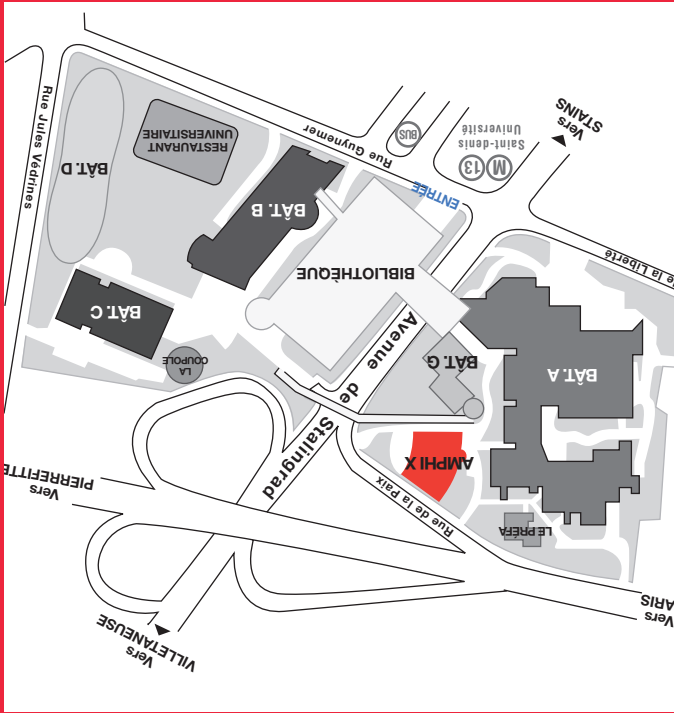 Vers
PARIS
LE PRÉFA
Rue de la Paix
AMPHI X
BÂT. A
BÂT. G
Vers
VILLETANEUSE
Vers
PIERREFITTE
Avenue de
Stalingrad
LA
COUPOLE
BÂT. C
BIBLIOTHÈQUE
BÂT. B
BÂT. D
RESTAURANT
UNIVERSITAIRE
Rue Jules Védrines
Rue Guynemer
ENTRÉE
BUS
M 13
Saint-denis
Université
Vers
STAINS
de la Liberté